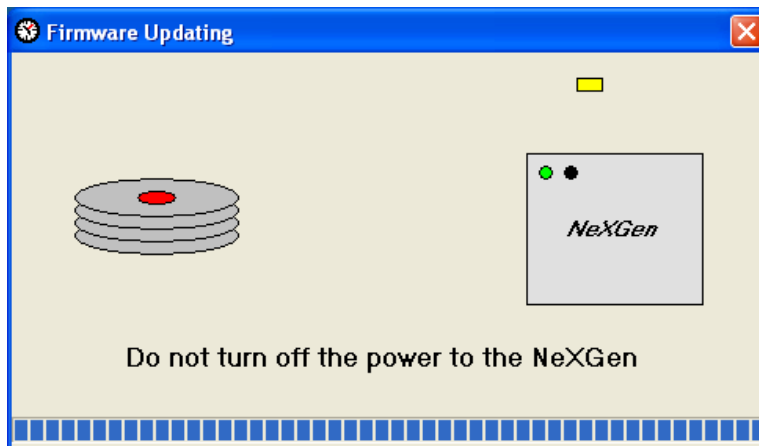 Firmware Updating
NeXGen
Do not turn off the power to the NeXGen